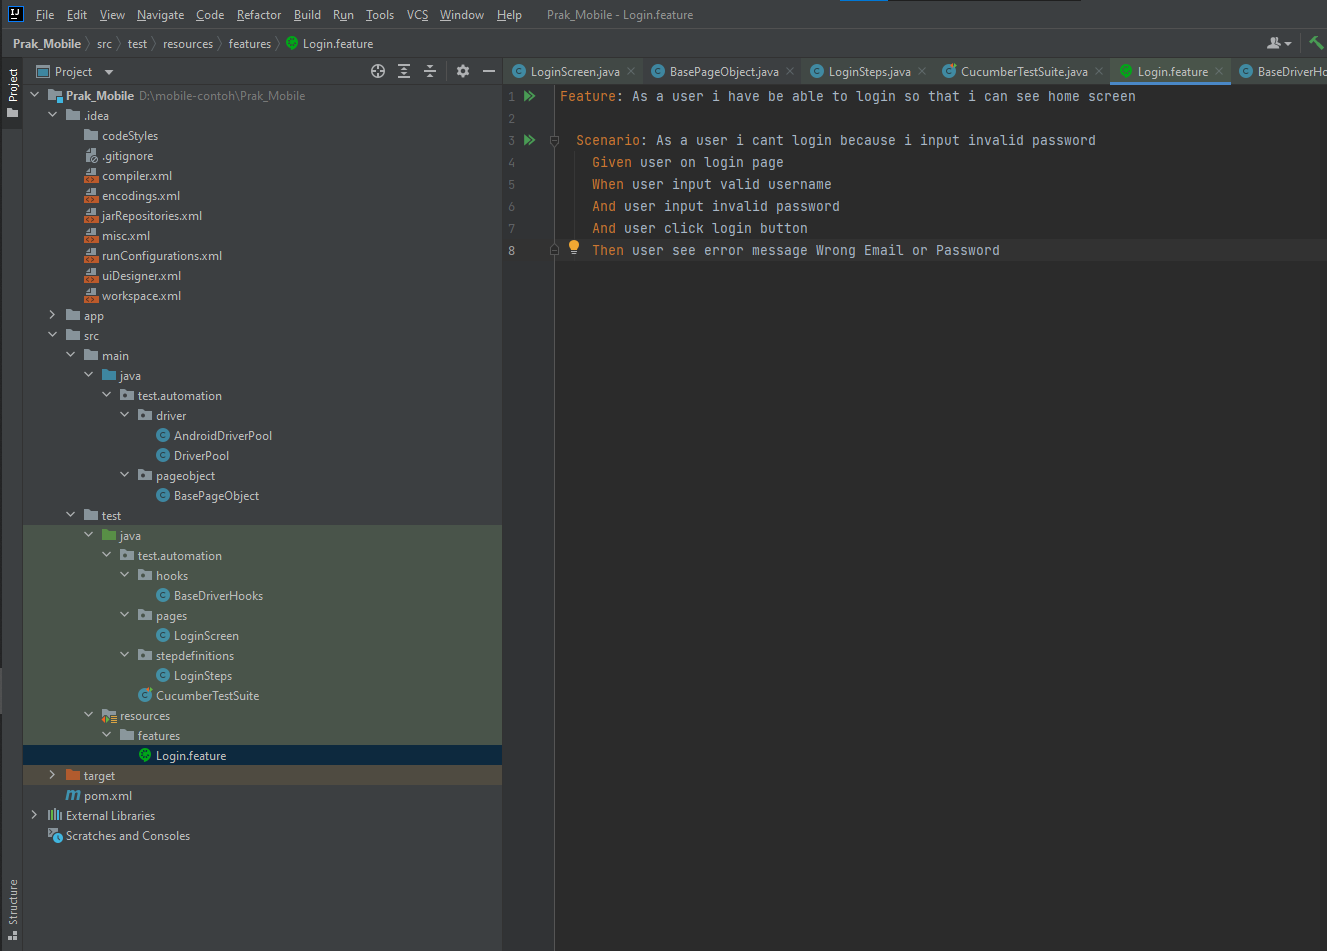 File Edit View Navigate Code Refactor Build Run Tools VCS Window Help Prak_Mobile - Login.feature
Prak_Mobile src test resources features Login.feature
Project
Project
LoginScreen.java BasePageObject.java LoginSteps.java CucumberTestSuite.java Login.feature BaseDriverHo
Prak_Mobile D:\mobile-contoh\Prak_Mobile
.idea
codeStyles
.gitignore
compiler.xml
encodings.xml
jarRepositories.xml
misc.xml
runConfigurations.xml
uiDesigner.xml
workspace.xml
app
src
main
java
test.automation
driver
AndroidDriverPool
DriverPool
pageobject
BasePageObject
test
java
test.automation
hooks
BaseDriverHooks
pages
LoginScreen
stepdefinitions
LoginSteps
CucumberTestSuite
resources
features
Login.feature
target
pom.xml
External Libraries
Scratches and Consoles
Structure
1 Feature: As a user i have be able to login so that i can see home screen
2
3 Scenario: As a user i cant login because i input invalid password
4 Given user on login page
5 When user input valid username
6 And user input invalid password
7 And user click login button
8 Then user see error message Wrong Email or Password